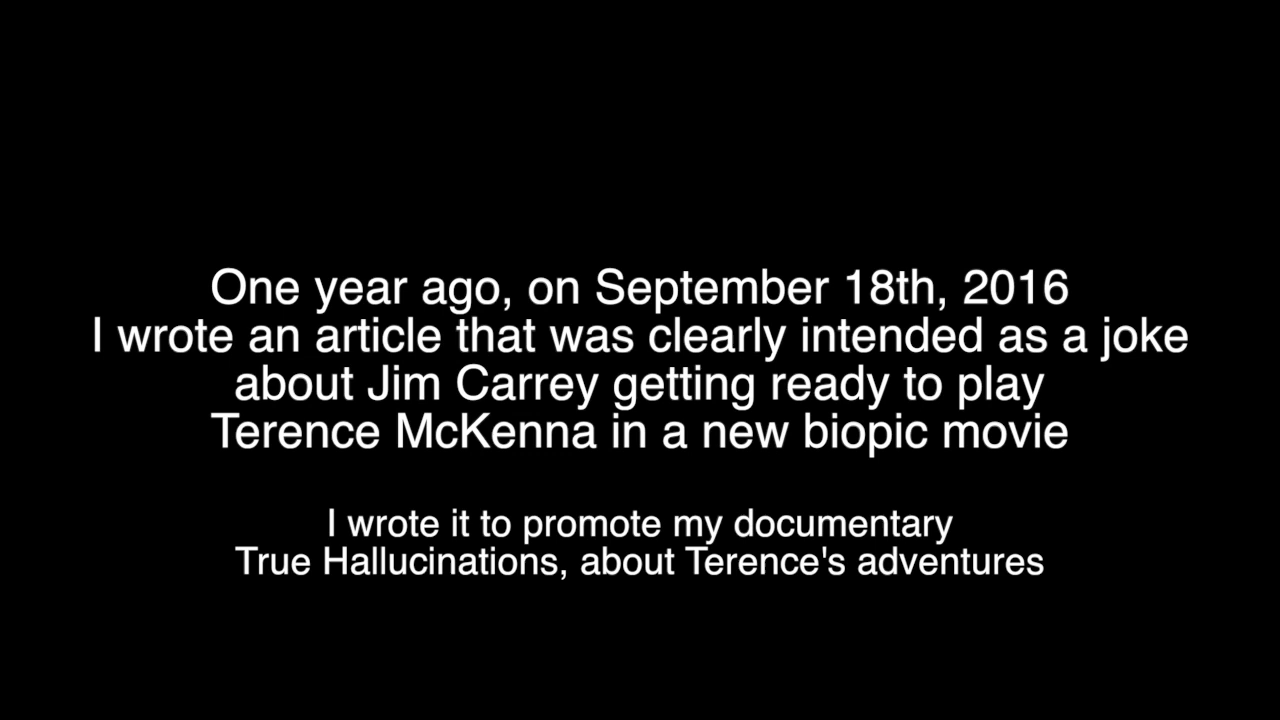 One year ago, on September 18th, 2016
I wrote an article that was clearly intended as a joke
about Jim Carrey getting ready to play
Terence McKenna in a new biopic movie
I wrote it to promote my documentary
True Hallucinations, about Terence's adventures